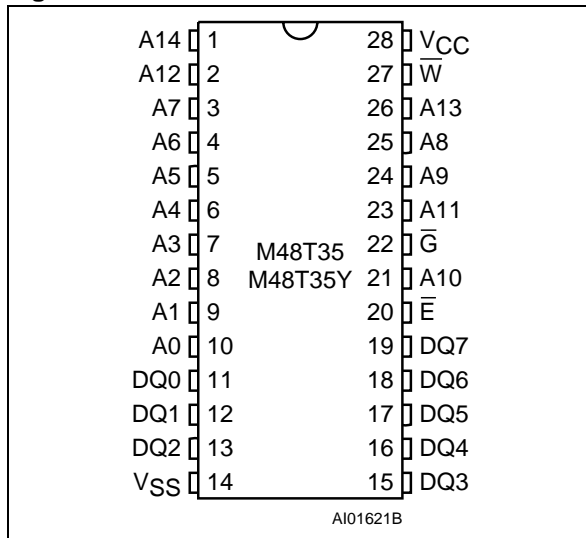 A14 1 28 VCC
A12 2 27 W̅
A7 3 26 A13
A6 4 25 A8
A5 5 24 A9
A4 6 23 A11
A3 7 M48T35 22 G̅
A2 8 M48T35Y 21 A10
A1 9 20 E̅
A0 10 19 DQ7
DQ0 11 18 DQ6
DQ1 12 17 DQ5
DQ2 13 16 DQ4
VSS 14 15 DQ3
AI01621B